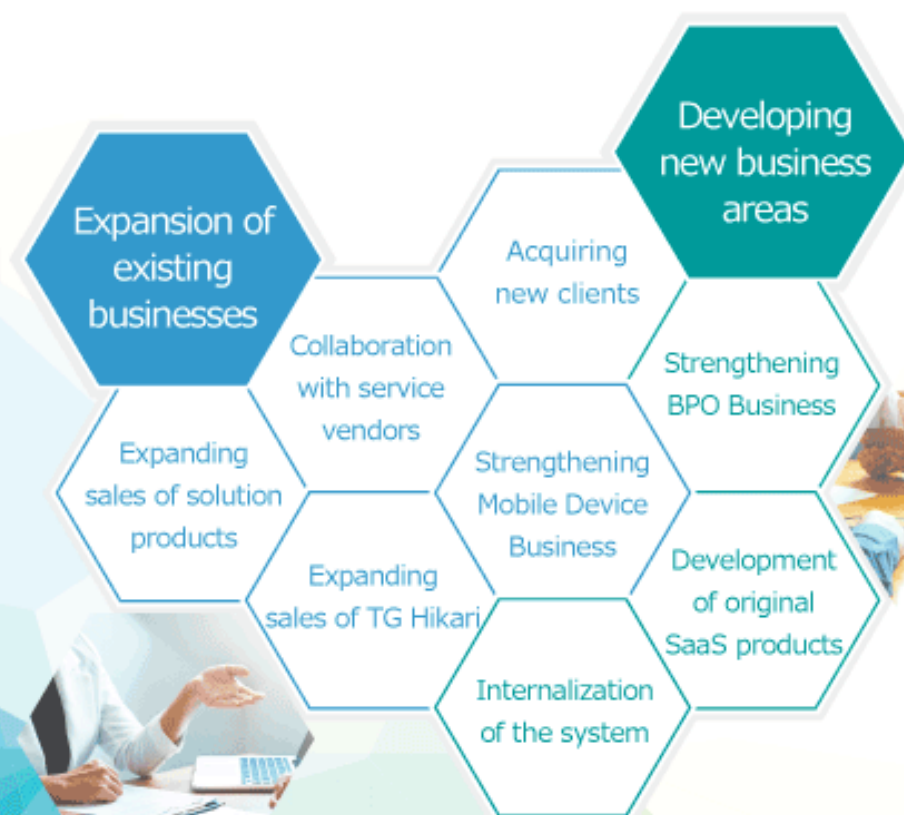 Developing
new business
areas
Expansion of
existing
businesses
Acquiring
new clients
Collaboration
with service
vendors
Strengthening
BPO Business
Expanding
sales of solution
products
Strengthening
Mobile Device
Business
Expanding
sales of TG Hikari
Development
of original
SaaS products
Internalization
of the system